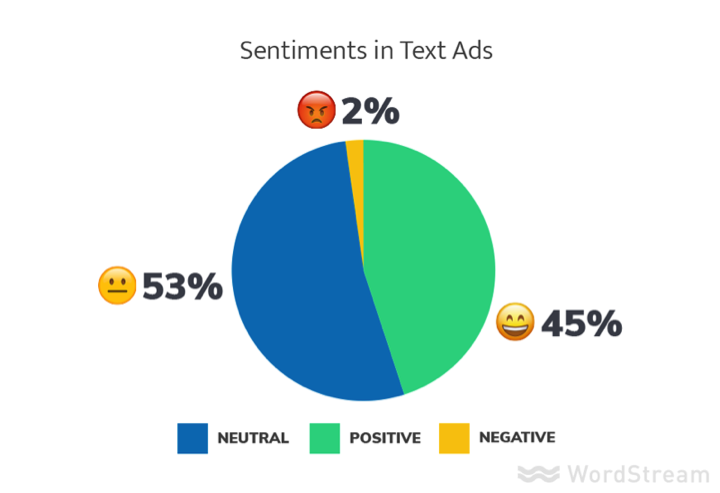 Sentiments in Text Ads
2%
53%
45%
NEUTRAL POSITIVE NEGATIVE
WordStream